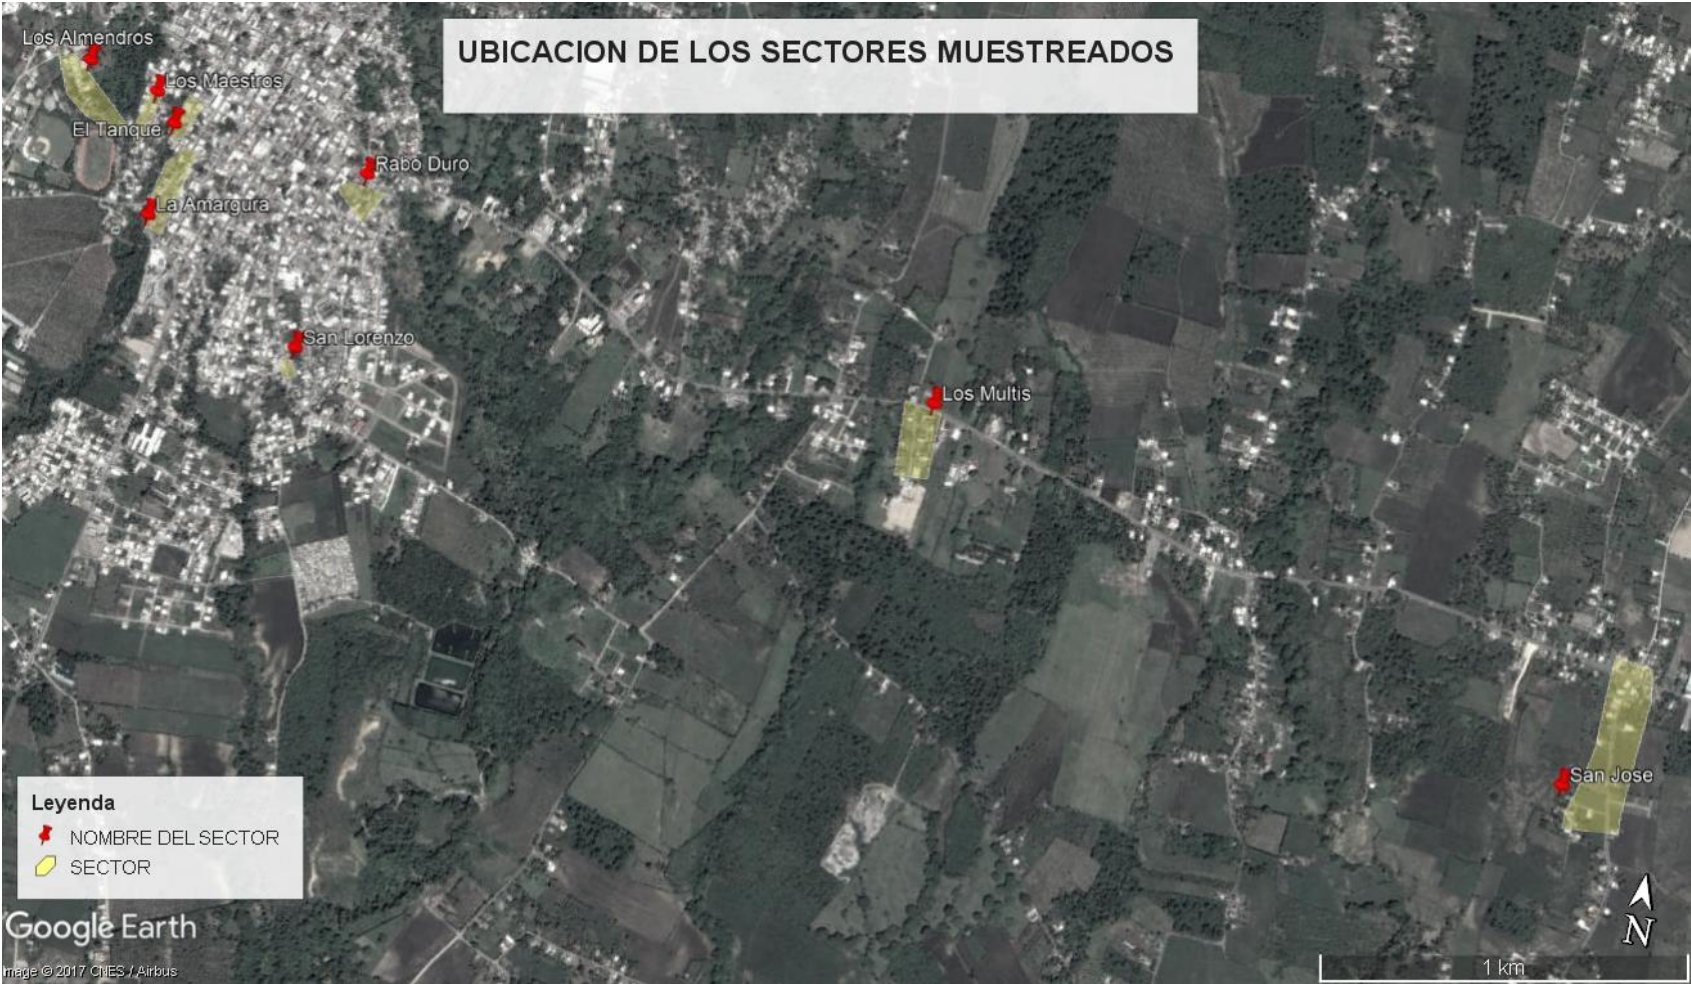 UBICACION DE LOS SECTORES MUESTREADOS
Los Almendros
Los Maestros
El Tanque
Rabo Duro
La Amargura
San Lorenzo
Los Multis
San Jose
Leyenda
NOMBRE DEL SECTOR
SECTOR
Google Earth
mage © 2017 CNES / Airbus
N
1 km